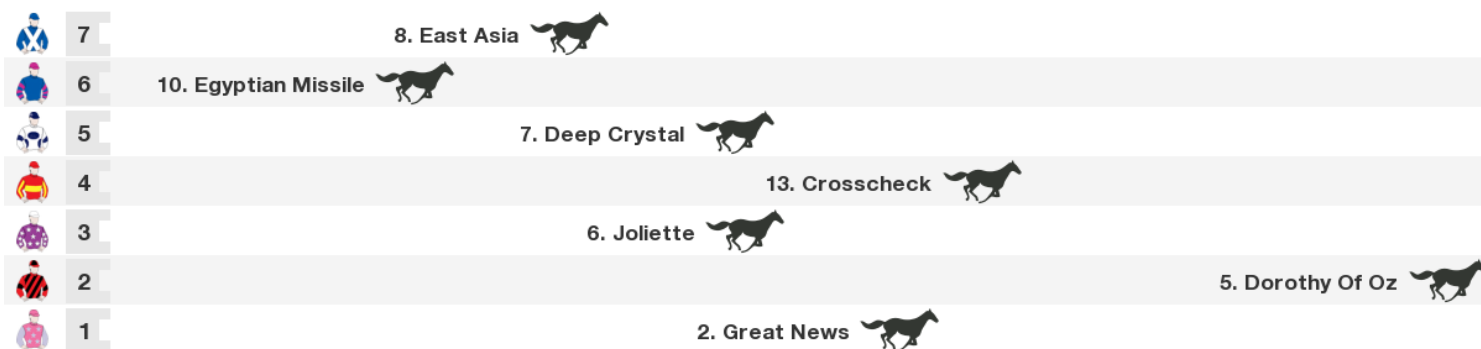 7 8. East Asia
6 10. Egyptian Missile
5 7. Deep Crystal
4 13. Crosscheck
3 6. Joliette
2 5. Dorothy Of Oz
1 2. Great News